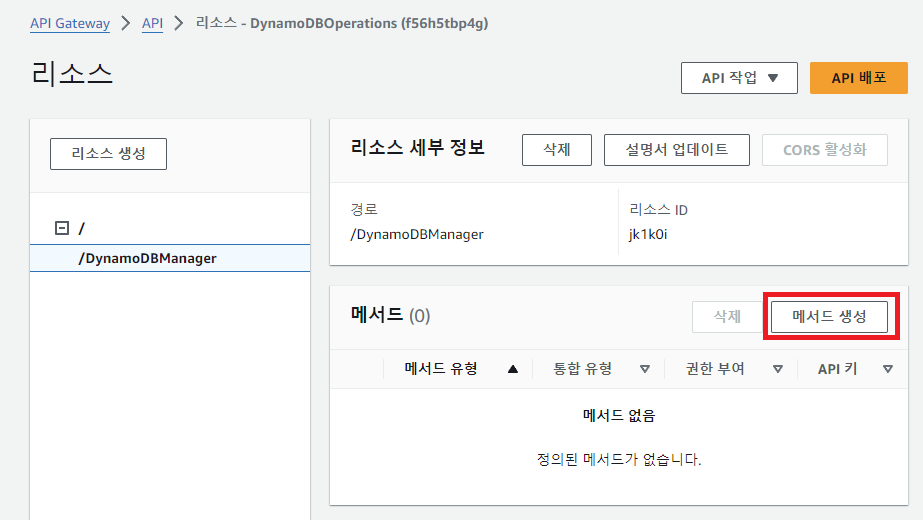 API Gateway > API > 리소스 - DynamoDBOperations (f56h5tbp4g)
리소스
API 작업 ▼
API 배포
리소스 생성
/
/DynamoDBManager
리소스 세부 정보
삭제
설명서 업데이트
CORS 활성화
경로
/DynamoDBManager
리소스 ID
jk1k0i
메서드 (0)
삭제
메서드 생성
메서드 유형 ▲ 통합 유형 ▽ 권한 부여 ▽ API 키 ▽
메서드 없음
정의된 메서드가 없습니다.